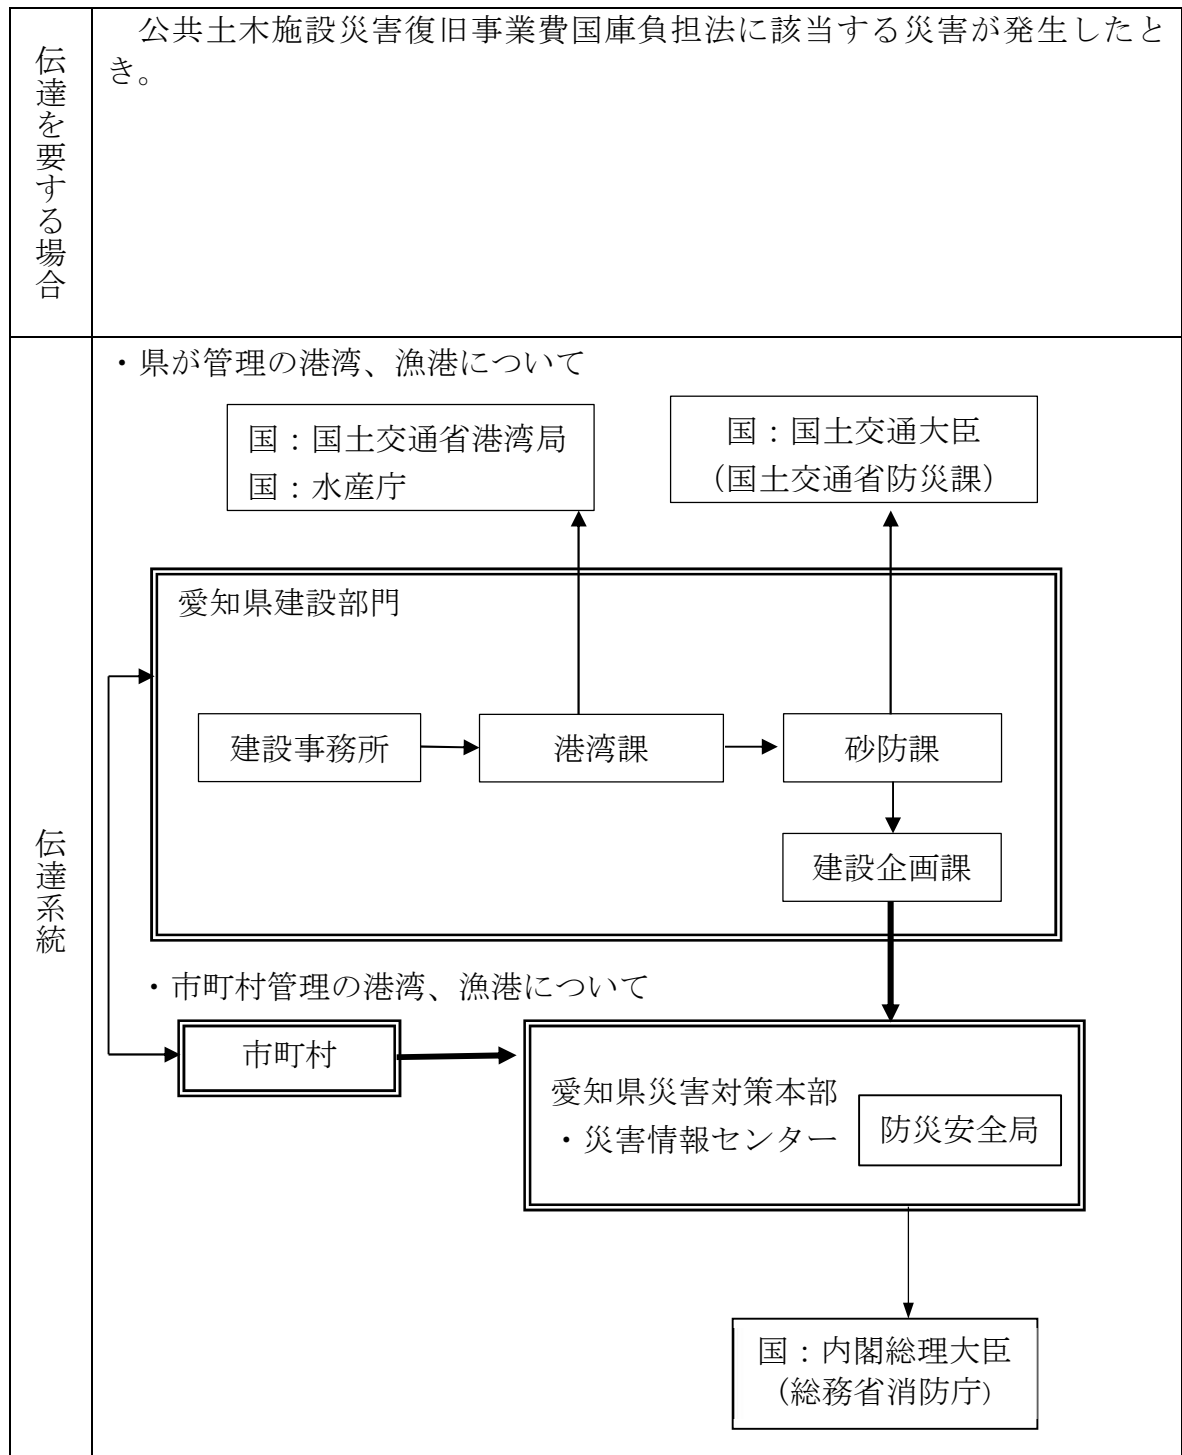 伝達を要する場合
公共土木施設災害復旧事業費国庫負担法に該当する災害が発生したと
き。
伝達系統
・県が管理の港湾、漁港について
国：国土交通省港湾局
国：水産庁
国：国土交通大臣
（国土交通省防災課）
愛知県建設部門
建設事務所
港湾課
砂防課
建設企画課
・市町村管理の港湾、漁港について
市町村
愛知県災害対策本部
・災害情報センター
防災安全局
国：内閣総理大臣
（総務省消防庁）